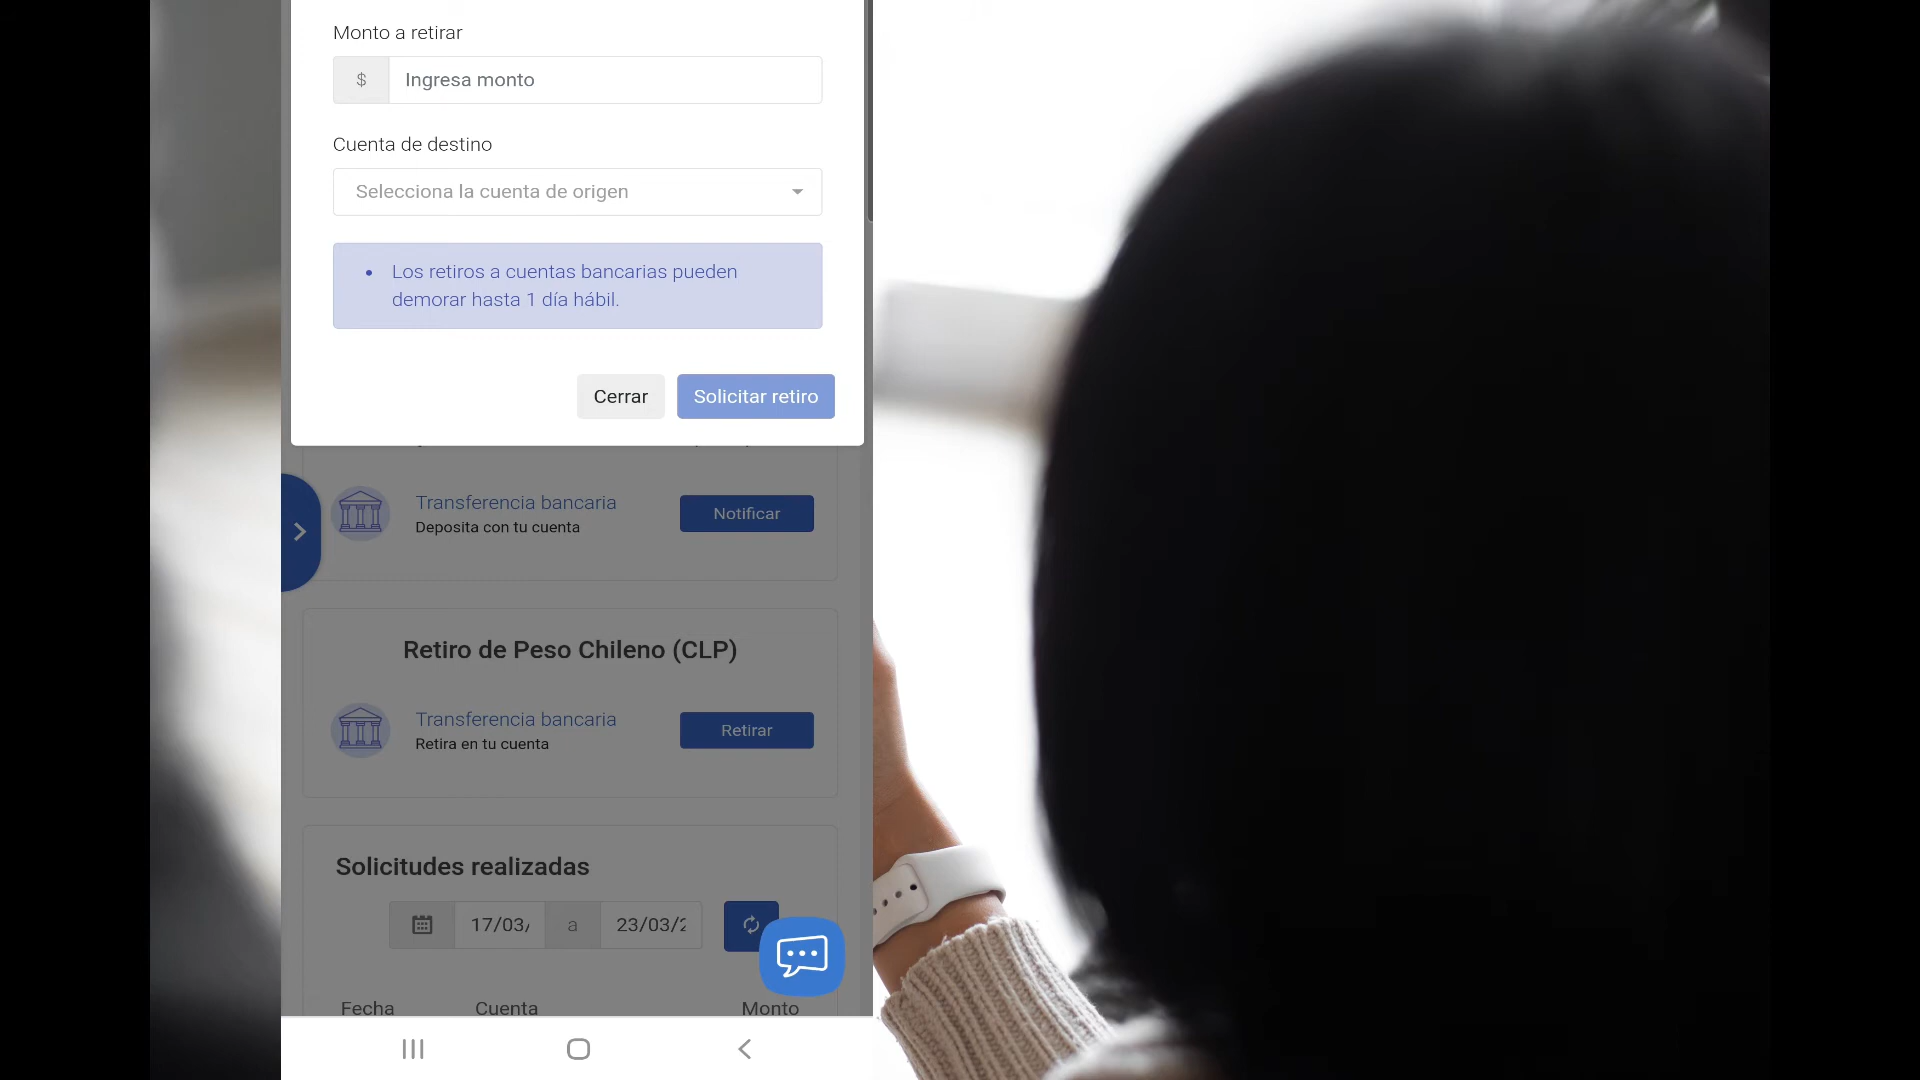 Monto a retirar
$ Ingresa monto
Cuenta de destino
Selecciona la cuenta de origen
• Los retiros a cuentas bancarias pueden
demorar hasta 1 día hábil.
Cerrar Solicitar retiro
Transferencia bancaria
Deposita con tu cuenta
Notificar
Retiro de Peso Chileno (CLP)
Transferencia bancaria
Retira en tu cuenta
Retirar
Solicitudes realizadas
17/03/ a 23/03/2
Fecha Cuenta Monto